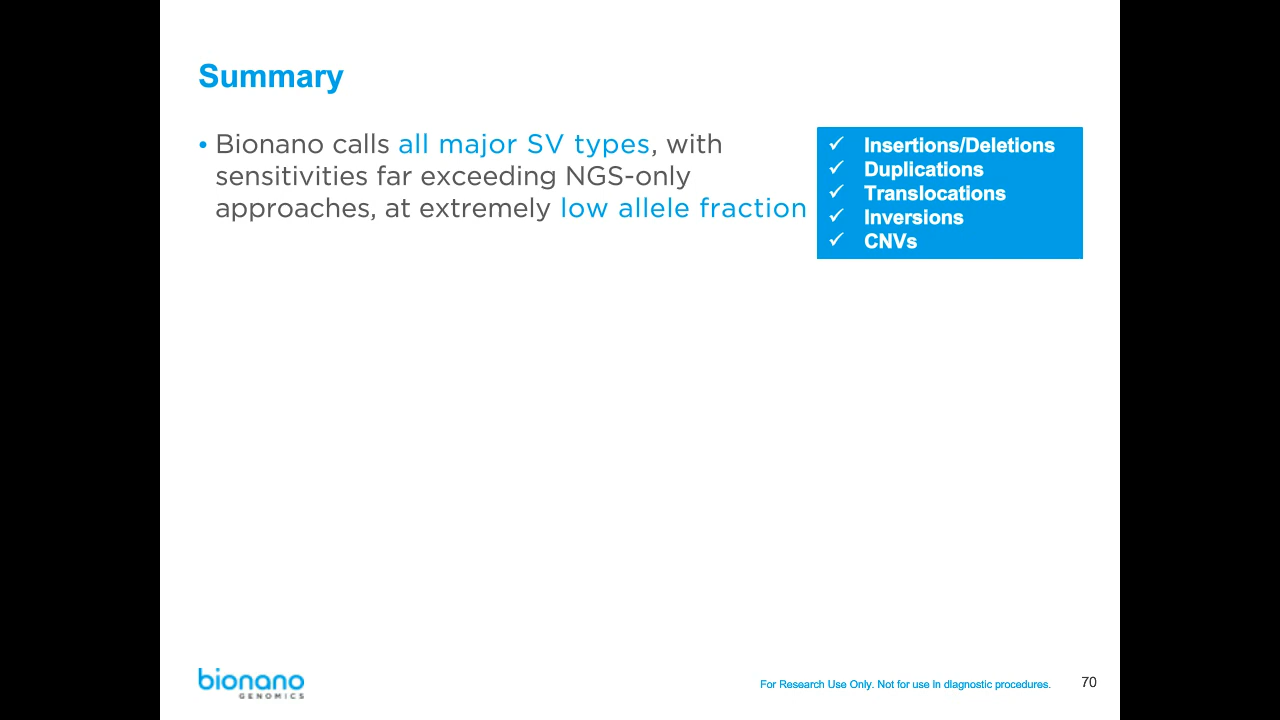 Summary
• Bionano calls all major SV types, with
sensitivities far exceeding NGS-only
approaches, at extremely low allele fraction
✓ Insertions/Deletions
✓ Duplications
✓ Translocations
✓ Inversions
✓ CNVs
bionano
GENOMICS
For Research Use Only. Not for use in diagnostic procedures.
70